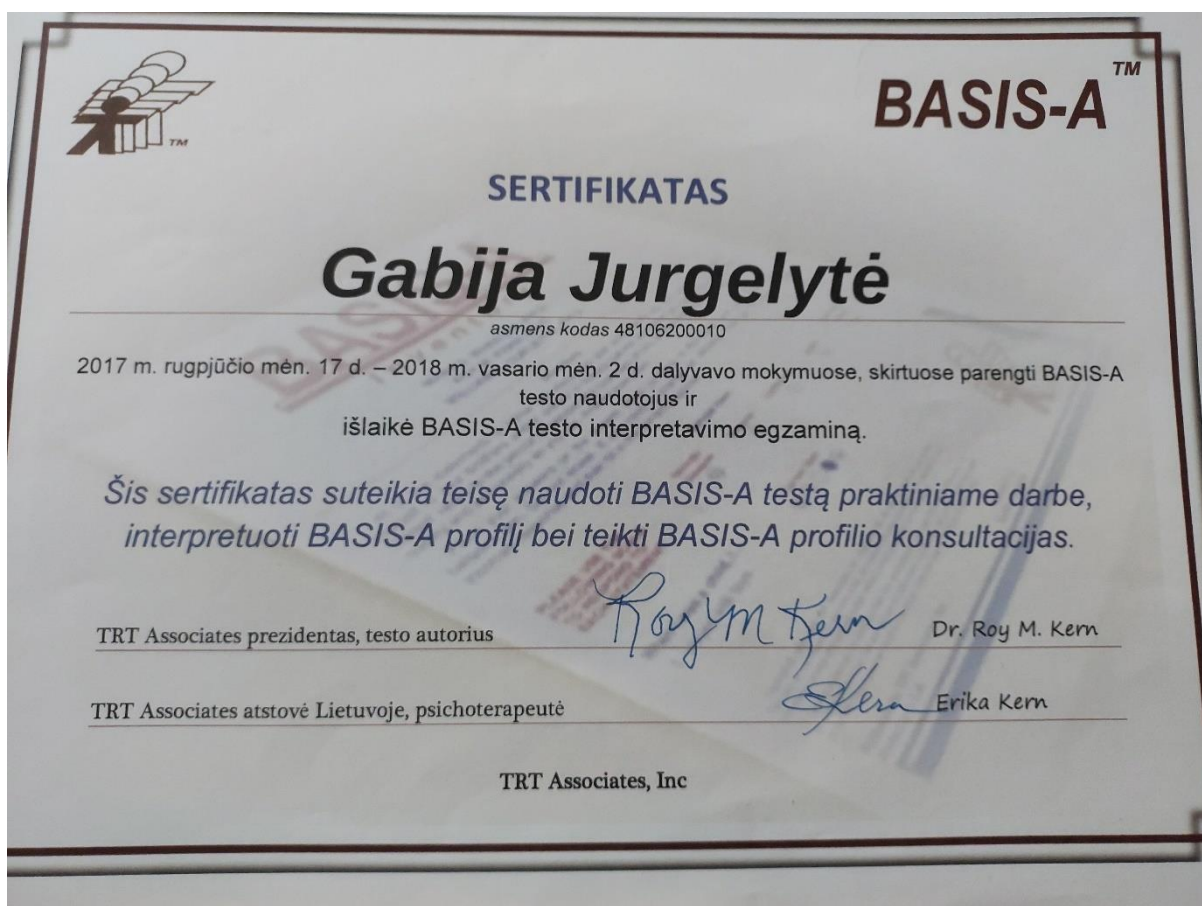 BASIS-A™
SERTIFIKATAS
Gabija Jurgelytė
asmens kodas 48106200010
2017 m. rugpjūčio mėn. 17 d. – 2018 m. vasario mėn. 2 d. dalyvavo mokymuose, skirtuose parengti BASIS-A
testo naudotojus ir
išlaikė BASIS-A testo interpretavimo egzaminą.
Šis sertifikatas suteikia teisę naudoti BASIS-A testą praktiniame darbe,
interpretuoti BASIS-A profilį bei teikti BASIS-A profilio konsultacijas.
TRT Associates prezidentas, testo autorius Roy M Kern Dr. Roy M. Kern
TRT Associates atstovė Lietuvoje, psichoterapeutė EKern Erika Kern
TRT Associates, Inc